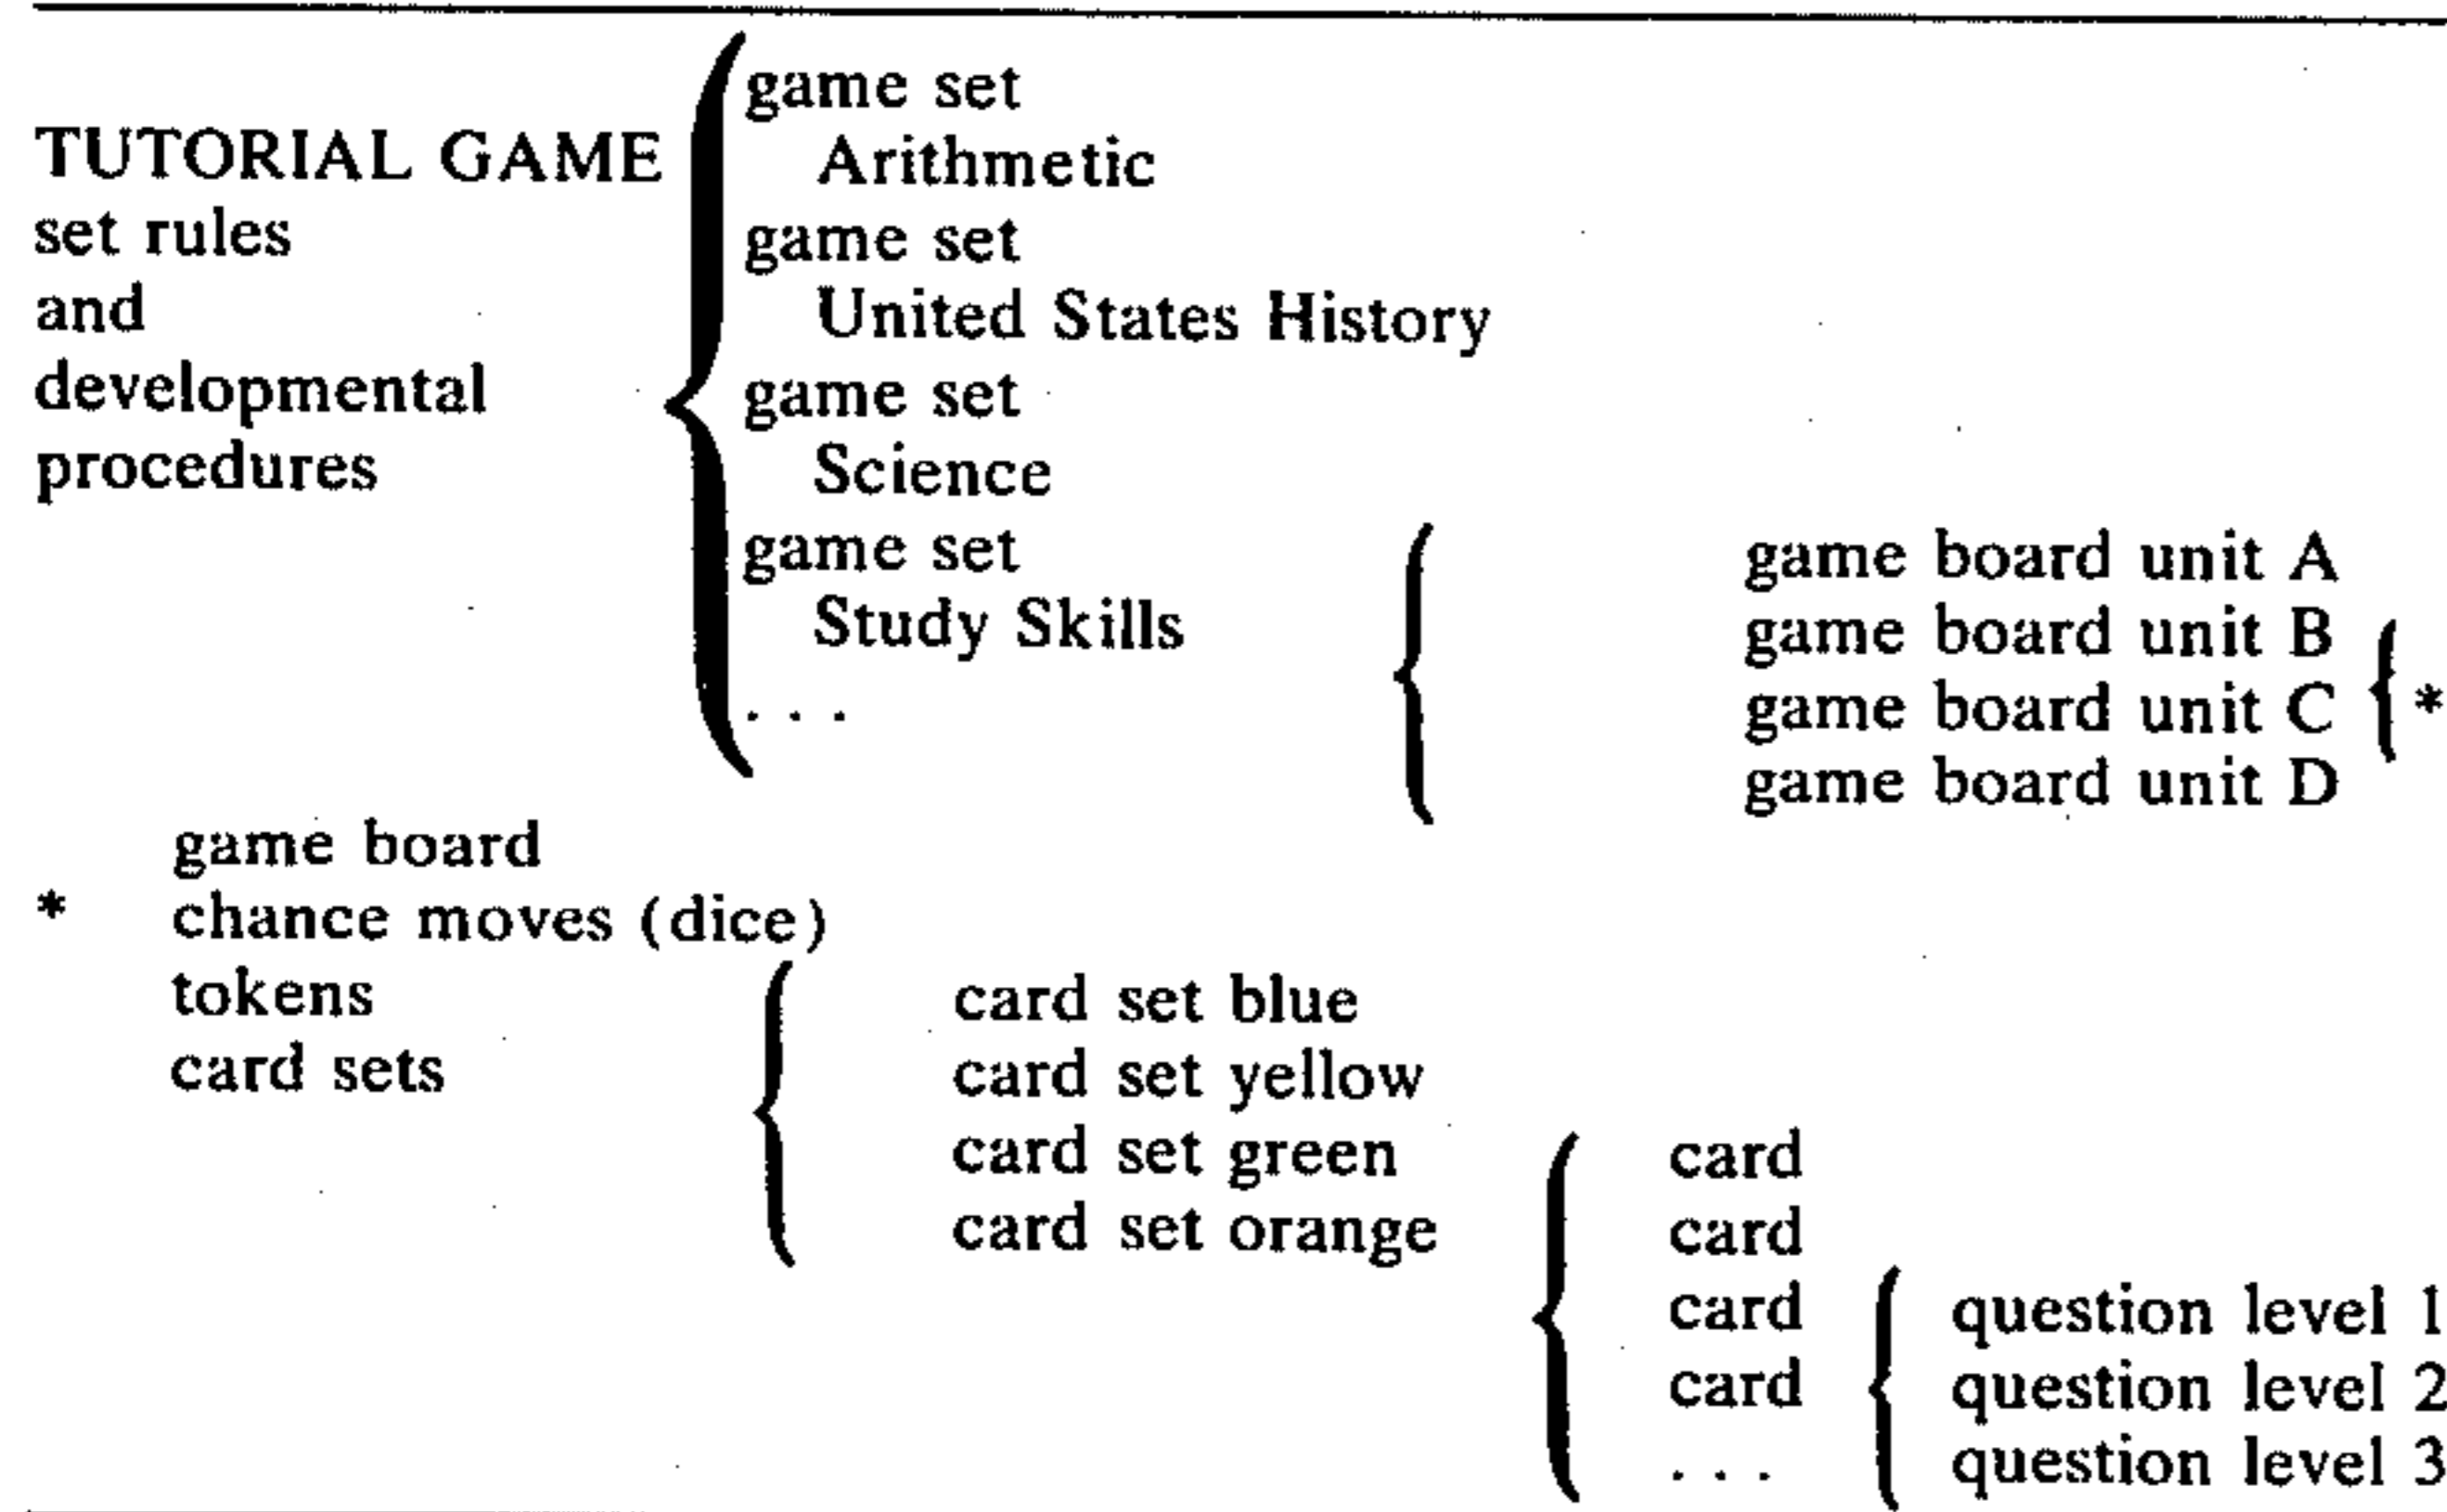 game set
TUTORIAL GAME
Arithmetic
set rules
game set
and
United States History
developmental
game set
procedures
Science
game set
game board unit A
Study Skills
game board unit B
. . .
game board unit C *
game board unit D
game board
* chance moves (dice)
tokens
card set blue
card sets
card set yellow
card set green
card
card set orange
card
card
question level 1
card
question level 2
. . .
question level 3